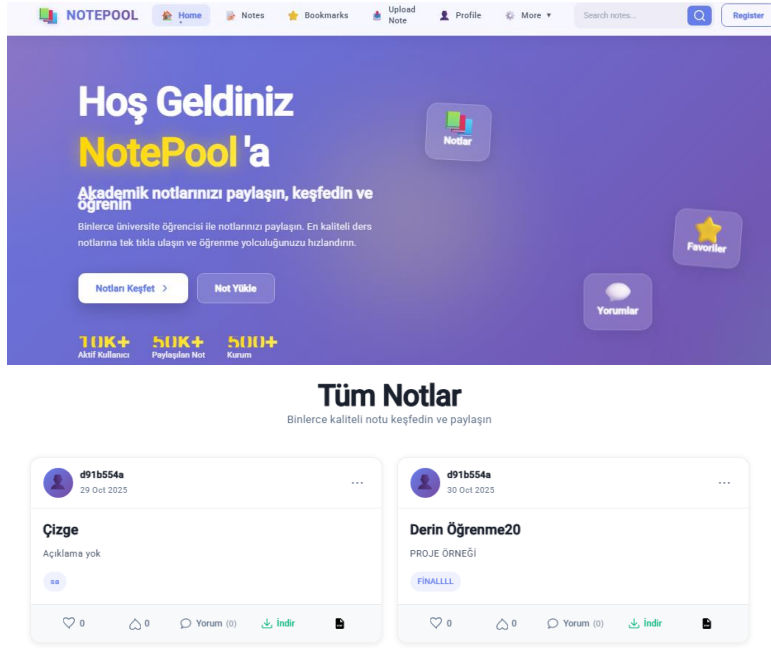 NOTEPOOL Home Notes Bookmarks Upload Note Profile More ▼ Search notes... Register
Hoş Geldiniz
NotePool'a
Akademik notlarınızı paylaşın, keşfedin ve
öğrenin
Binlerce üniversite öğrencisi ile notlarınızı paylaşın. En kaliteli ders
notlarına tek tıkla ulaşın ve öğrenme yolculuğunuzu hızlandırın.
Notları Keşfet > Not Yükle
10K+ 50K+ 500+
Aktif Kullanıcı Paylaşılan Not Kurum
Notlar
Favoriler
Yorumlar
Tüm Notlar
Binlerce kaliteli notu keşfedin ve paylaşın
d91b554a
29 Oct 2025
...
Çizge
Açıklama yok
sa
0 0 Yorum (0) İndir
d91b554a
30 Oct 2025
...
Derin Öğrenme20
PROJE ÖRNEĞİ
FİNALLLL
0 0 Yorum (0) İndir